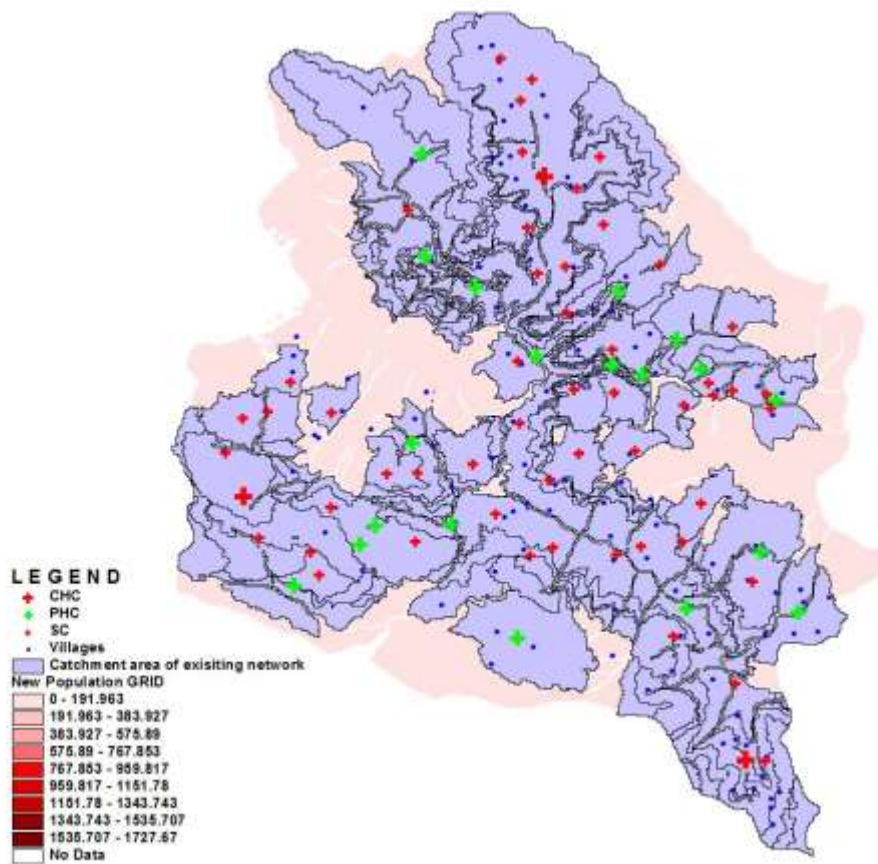 LEGEND
CHC
PHC
SC
Villages
Catchment area of exisiting network
New Population GRID
0 - 191.963
191.963 - 383.927
383.927 - 575.89
575.89 - 767.853
767.853 - 959.817
959.817 - 1151.78
1151.78 - 1343.743
1343.743 - 1535.707
1535.707 - 1727.67
No Data